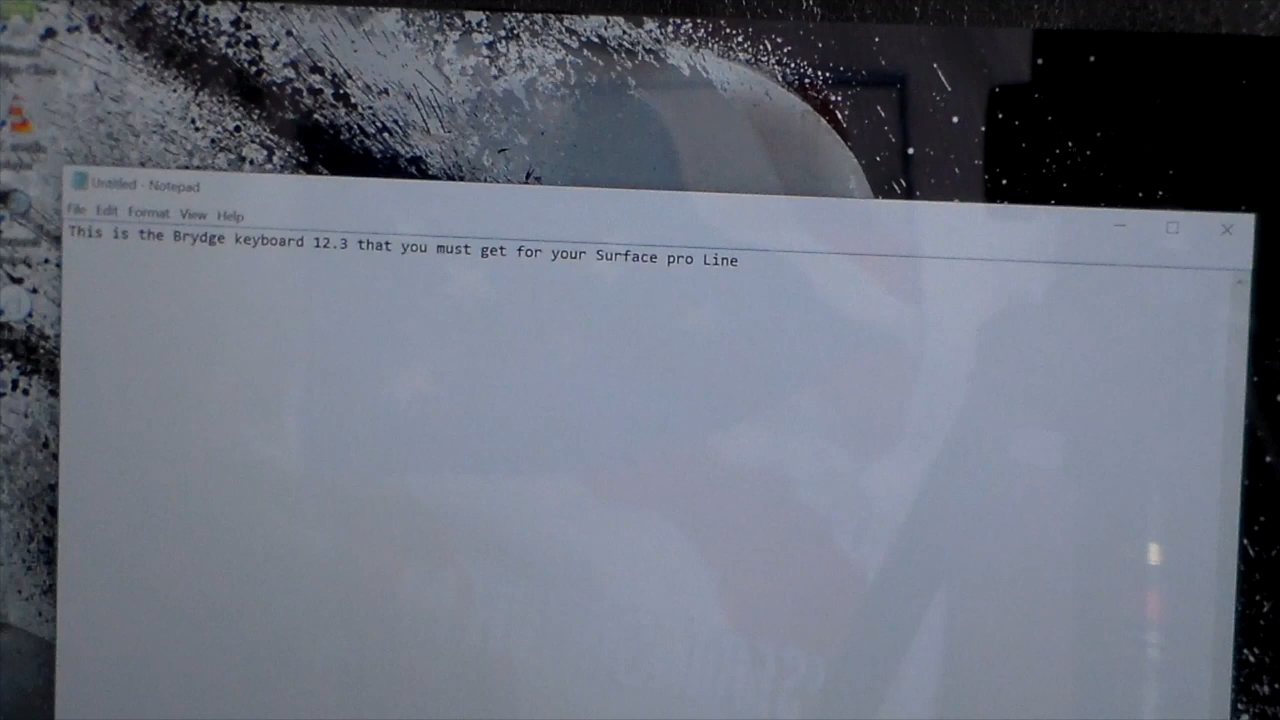 Untitled - Notepad
File Edit Format View Help
This is the Brydge keyboard 12.3 that you must get for your Surface pro Line